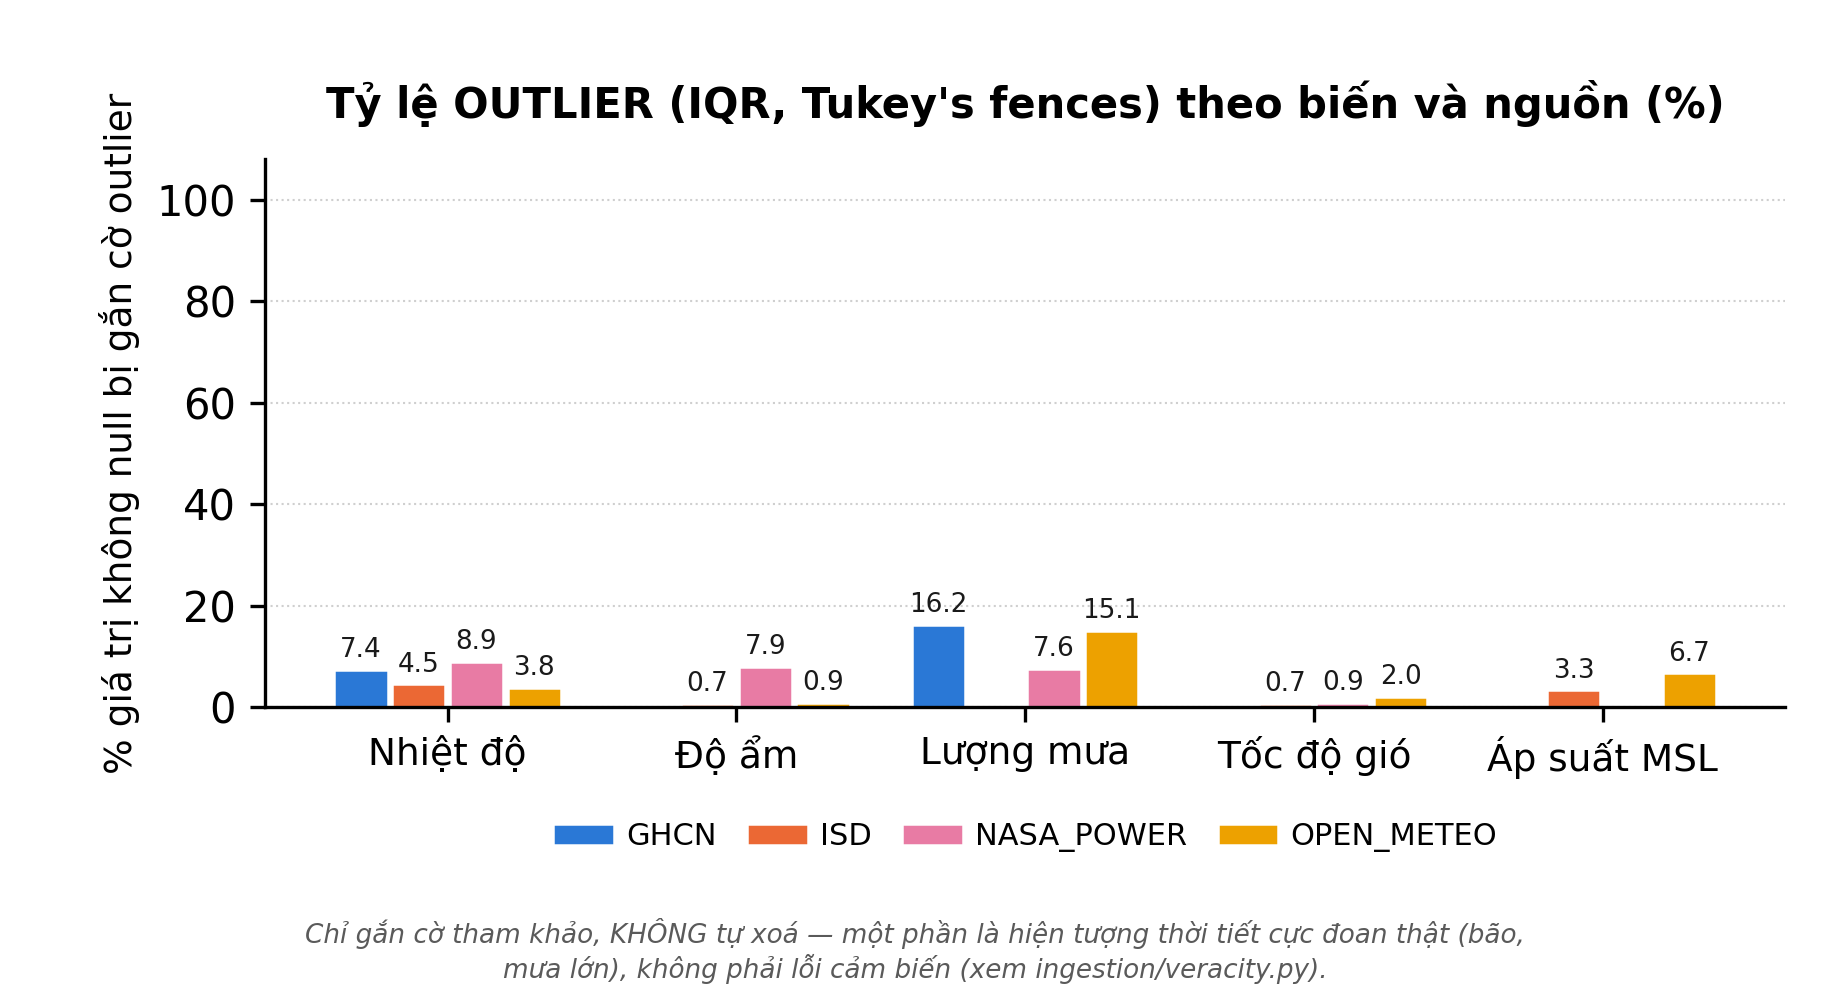 Tỷ lệ OUTLIER (IQR, Tukey's fences) theo biến và nguồn (%)
% giá trị không null bị gắn cờ outlier
100
80
60
40
20
0
7.4 4.5 8.9 3.8
0.7 7.9 0.9
16.2 7.6 15.1
0.7 0.9 2.0
3.3 6.7
Nhiệt độ Độ ẩm Lượng mưa Tốc độ gió Áp suất MSL
GHCN ISD NASA_POWER OPEN_METEO
Chỉ gắn cờ tham khảo, KHÔNG tự xoá — một phần là hiện tượng thời tiết cực đoan thật (bão,
mưa lớn), không phải lỗi cảm biến (xem ingestion/veracity.py).